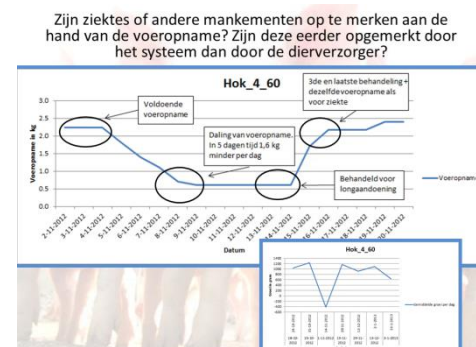 Zijn ziektes of andere mankementen op te merken aan de
hand van de voeropname? Zijn deze eerder opgemerkt door
het systeem dan door de dierverzorger?
Hok_4_60
3de en laatste behandeling +
dezelfde voeropname als
voor ziekte
Voldoende
voeropname
Daling van voeropname.
In 5 dagen tijd 1,6 kg
minder per dag
Behandeld voor
longaandoening
Voeropname in kg
3.0
2.5
2.0
1.5
1.0
0.5
0.0
Voeropname
2-11-2012
3-11-2012
4-11-2012
5-11-2012
6-11-2012
7-11-2012
8-11-2012
9-11-2012
10-11-2012
11-11-2012
12-11-2012
13-11-2012
14-11-2012
15-11-2012
16-11-2012
17-11-2012
18-11-2012
19-11-2012
20-11-2012
Datum
Hok_4_60